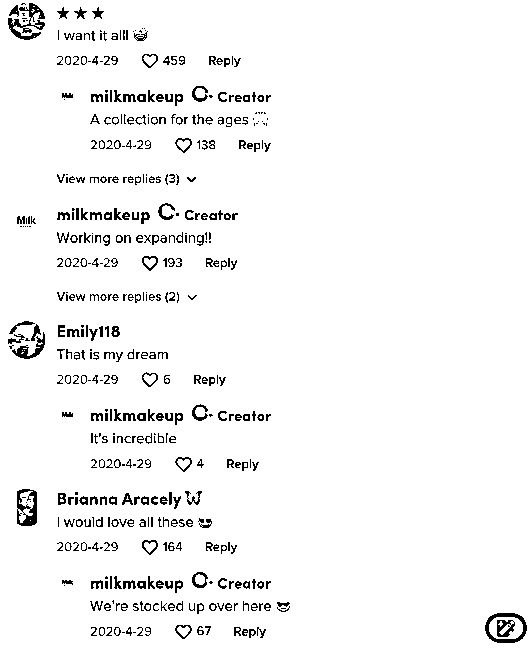 ★ ★ ★
I want it alll 😂
2020-4-29 459 Reply
Milk
milkmakeup · Creator
A collection for the ages
2020-4-29 138 Reply
View more replies (3)
Milk
milkmakeup · Creator
Working on expanding!!
2020-4-29 193 Reply
View more replies (2)
Emily118
That is my dream
2020-4-29 6 Reply
Milk
milkmakeup · Creator
It's incredible
2020-4-29 4 Reply
Brianna Aracely
I would love all these 😍
2020-4-29 164 Reply
Milk
milkmakeup · Creator
We're stocked up over here 😎
2020-4-29 67 Reply